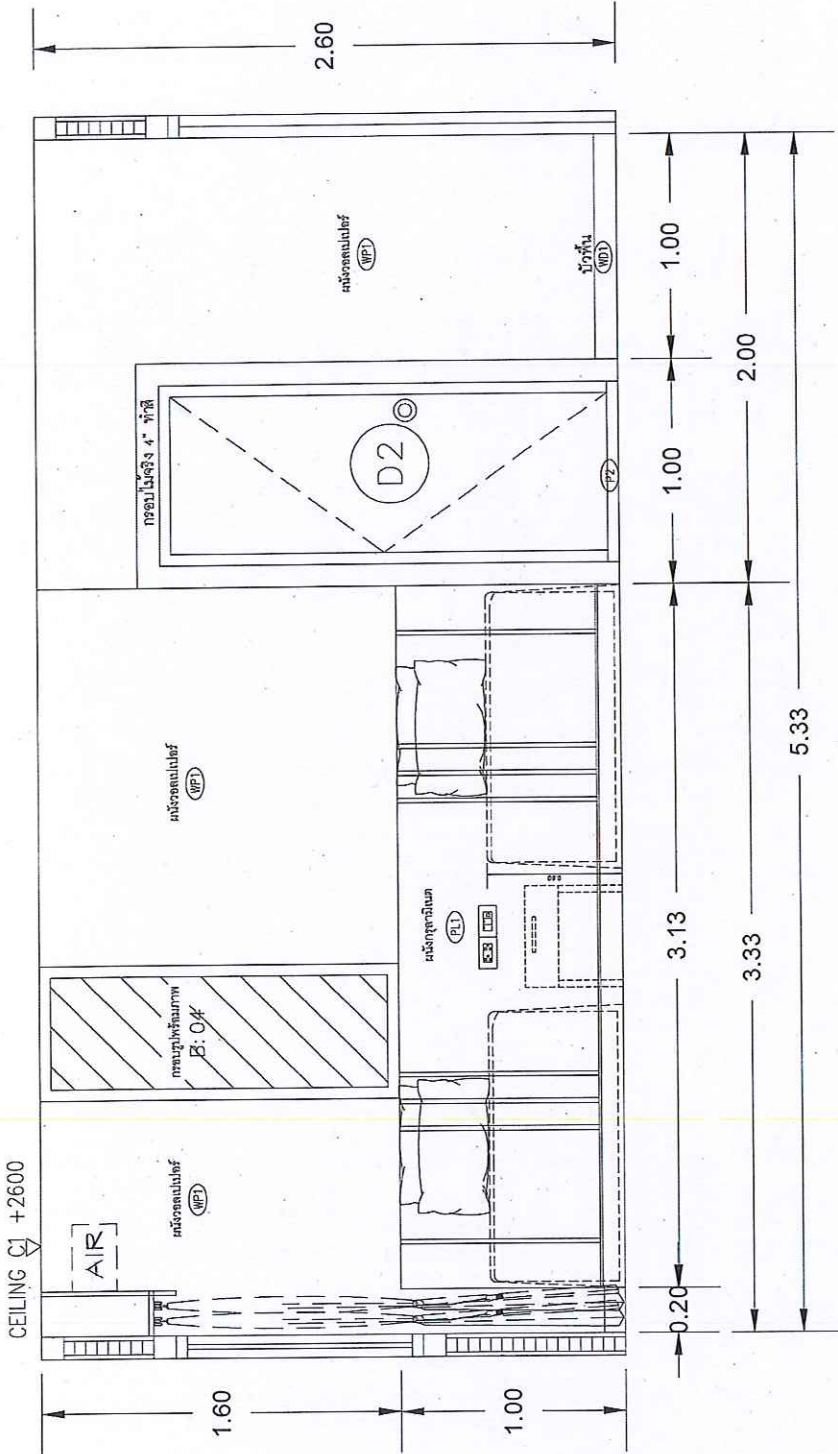 CEILING C1 +2600
AIR
ผนังวอลเปเปอร์
WP1
กรอบรูปพร้อมภาพ
B:04
ผนังวอลเปเปอร์
WP1
กรอบไม้จริง 4" ทำสี
D2
P2
ผนังวอลเปเปอร์
WP1
บัวพื้น
WD1
ผนังกรุลามิเนต
PL1
1.60
1.00
2.60
0.20
3.13
1.00
1.00
3.33
2.00
5.33